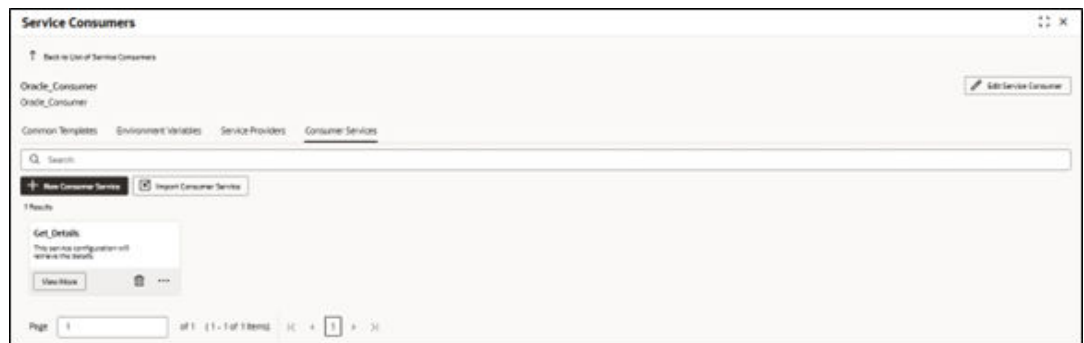 Service Consumers
Back to List of Service Consumers
Oracle_Consumer
Edit Service Consumer
Oracle_Consumer
Common Templates Environment Variables Service Providers Consumer Services
Search
New Consumer Service Import Consumer Service
1 Results
Get_Details
This service configuration will
retrieve the details
View More
Page 1 of 1 (1 - 1 of 1 items) 1